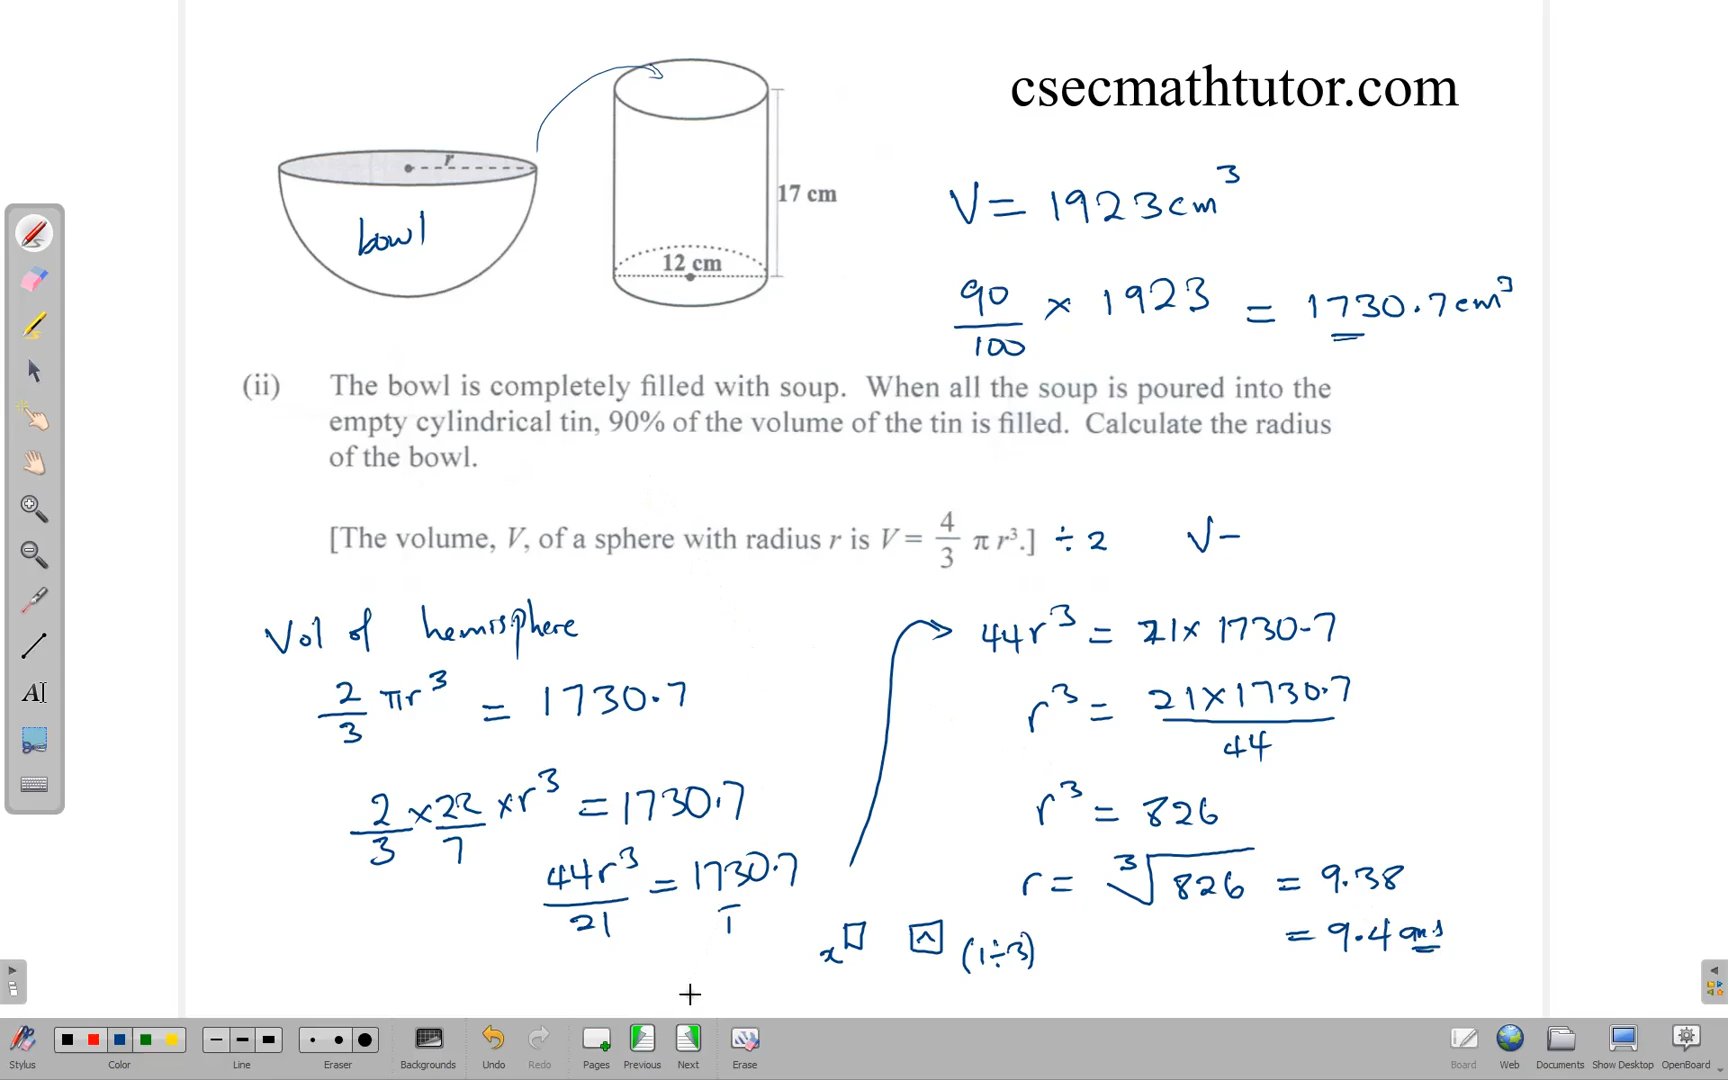 csecmathtutor.com
r
bowl
17 cm
12 cm
V = 1923cm³
90/100 × 1923 = 1730.7cm³
(ii) The bowl is completely filled with soup. When all the soup is poured into the
empty cylindrical tin, 90% of the volume of the tin is filled. Calculate the radius
of the bowl.
[The volume, V, of a sphere with radius r is V = 4/3 π r³.] ÷ 2 V−
Vol of hemisphere
2/3 πr³ = 1730.7
2/3 × 22/7 × r³ = 1730.7
44r³/21 = 1730.7/1
44r³ = 21 × 1730.7
r³ = 21×1730.7/44
r³ = 826
r = ³√826 = 9.38
= 9.4
x□ ^ (1÷3)
Stylus
Color
Line
Eraser
Backgrounds
Undo
Redo
Pages
Previous
Next
Erase
Board
Web
Documents
Show Desktop
OpenBoard
AI